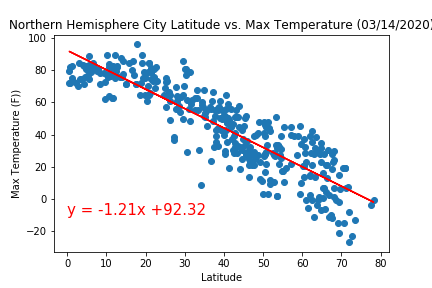 Northern Hemisphere City Latitude vs. Max Temperature (03/14/2020)
100
80
60
40
20
0
−20
Max Temperature (F))
y = -1.21x +92.32
0 10 20 30 40 50 60 70 80
Latitude